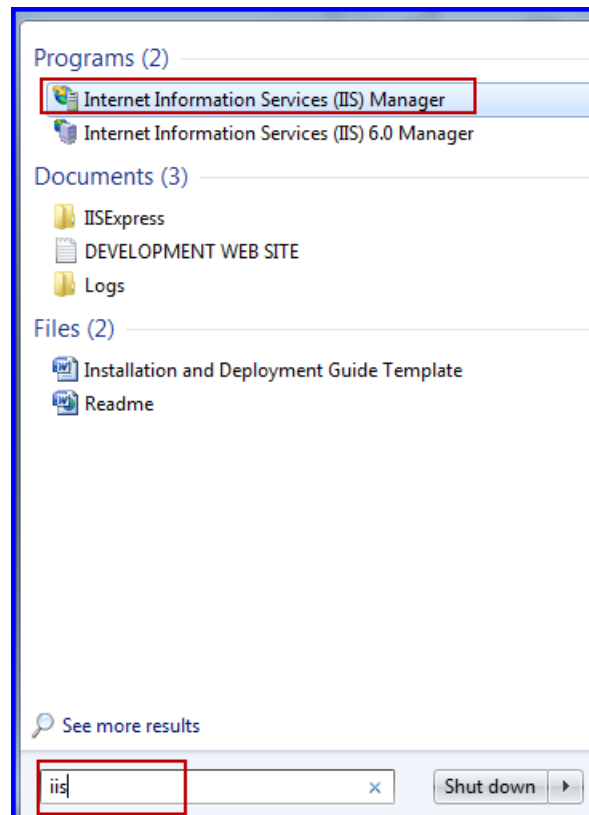 Programs (2)
Internet Information Services (IIS) Manager
Internet Information Services (IIS) 6.0 Manager
Documents (3)
IISExpress
DEVELOPMENT WEB SITE
Logs
Files (2)
Installation and Deployment Guide Template
Readme
See more results
iis
Shut down